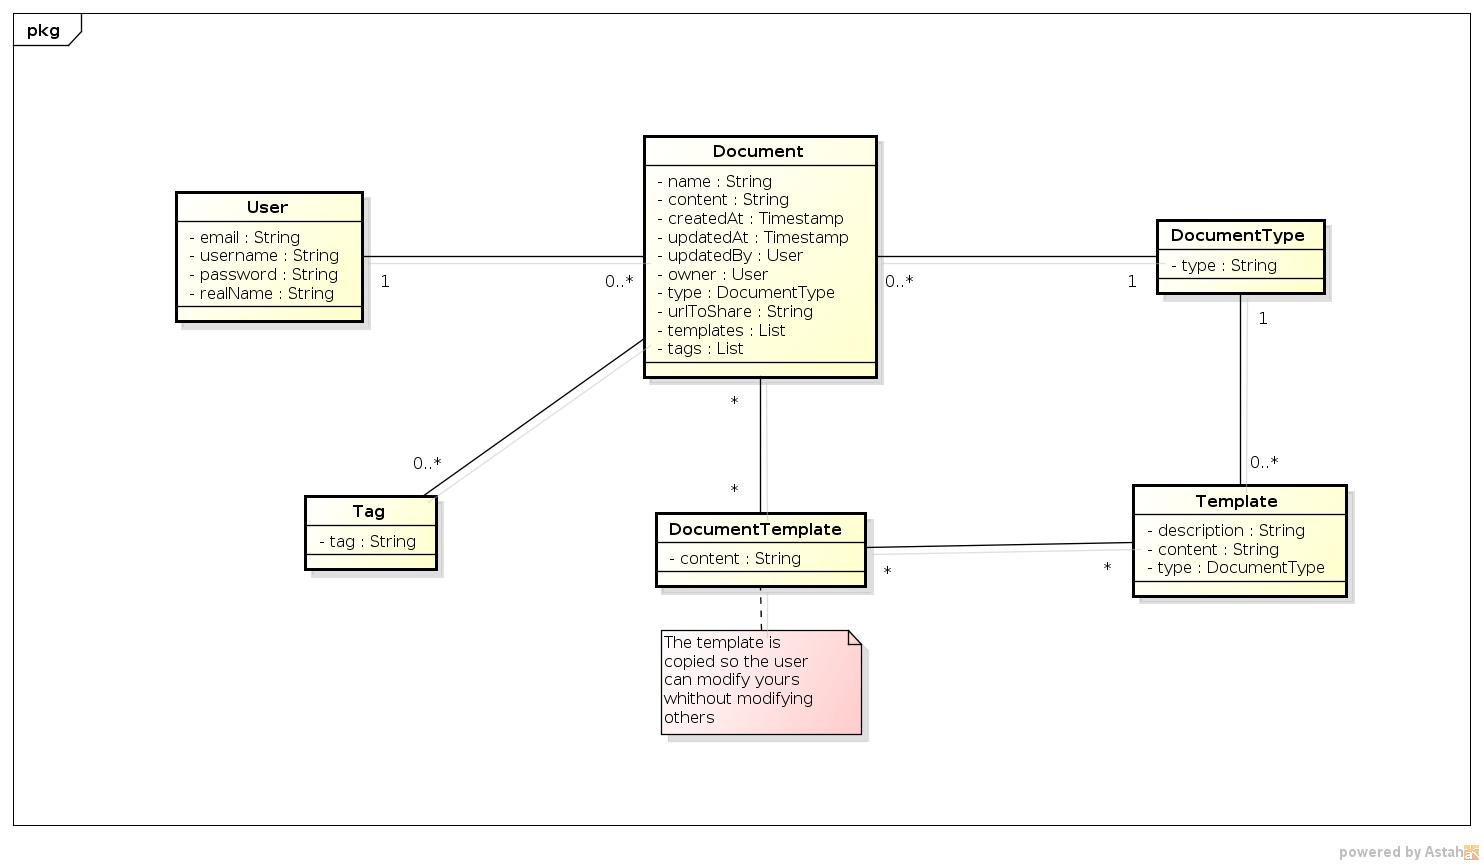 pkg
Document
- name : String
- content : String
- createdAt : Timestamp
- updatedAt : Timestamp
- updatedBy : User
- owner : User
- type : DocumentType
- urlToShare : String
- templates : List
- tags : List
User
- email : String
- username : String
- password : String
- realName : String
DocumentType
- type : String
1
0..*
0..*
1
1
*
0..*
0..*
*
Tag
- tag : String
DocumentTemplate
- content : String
Template
- description : String
- content : String
- type : DocumentType
*
*
The template is
copied so the user
can modify yours
whithout modifying
others
powered by Astah